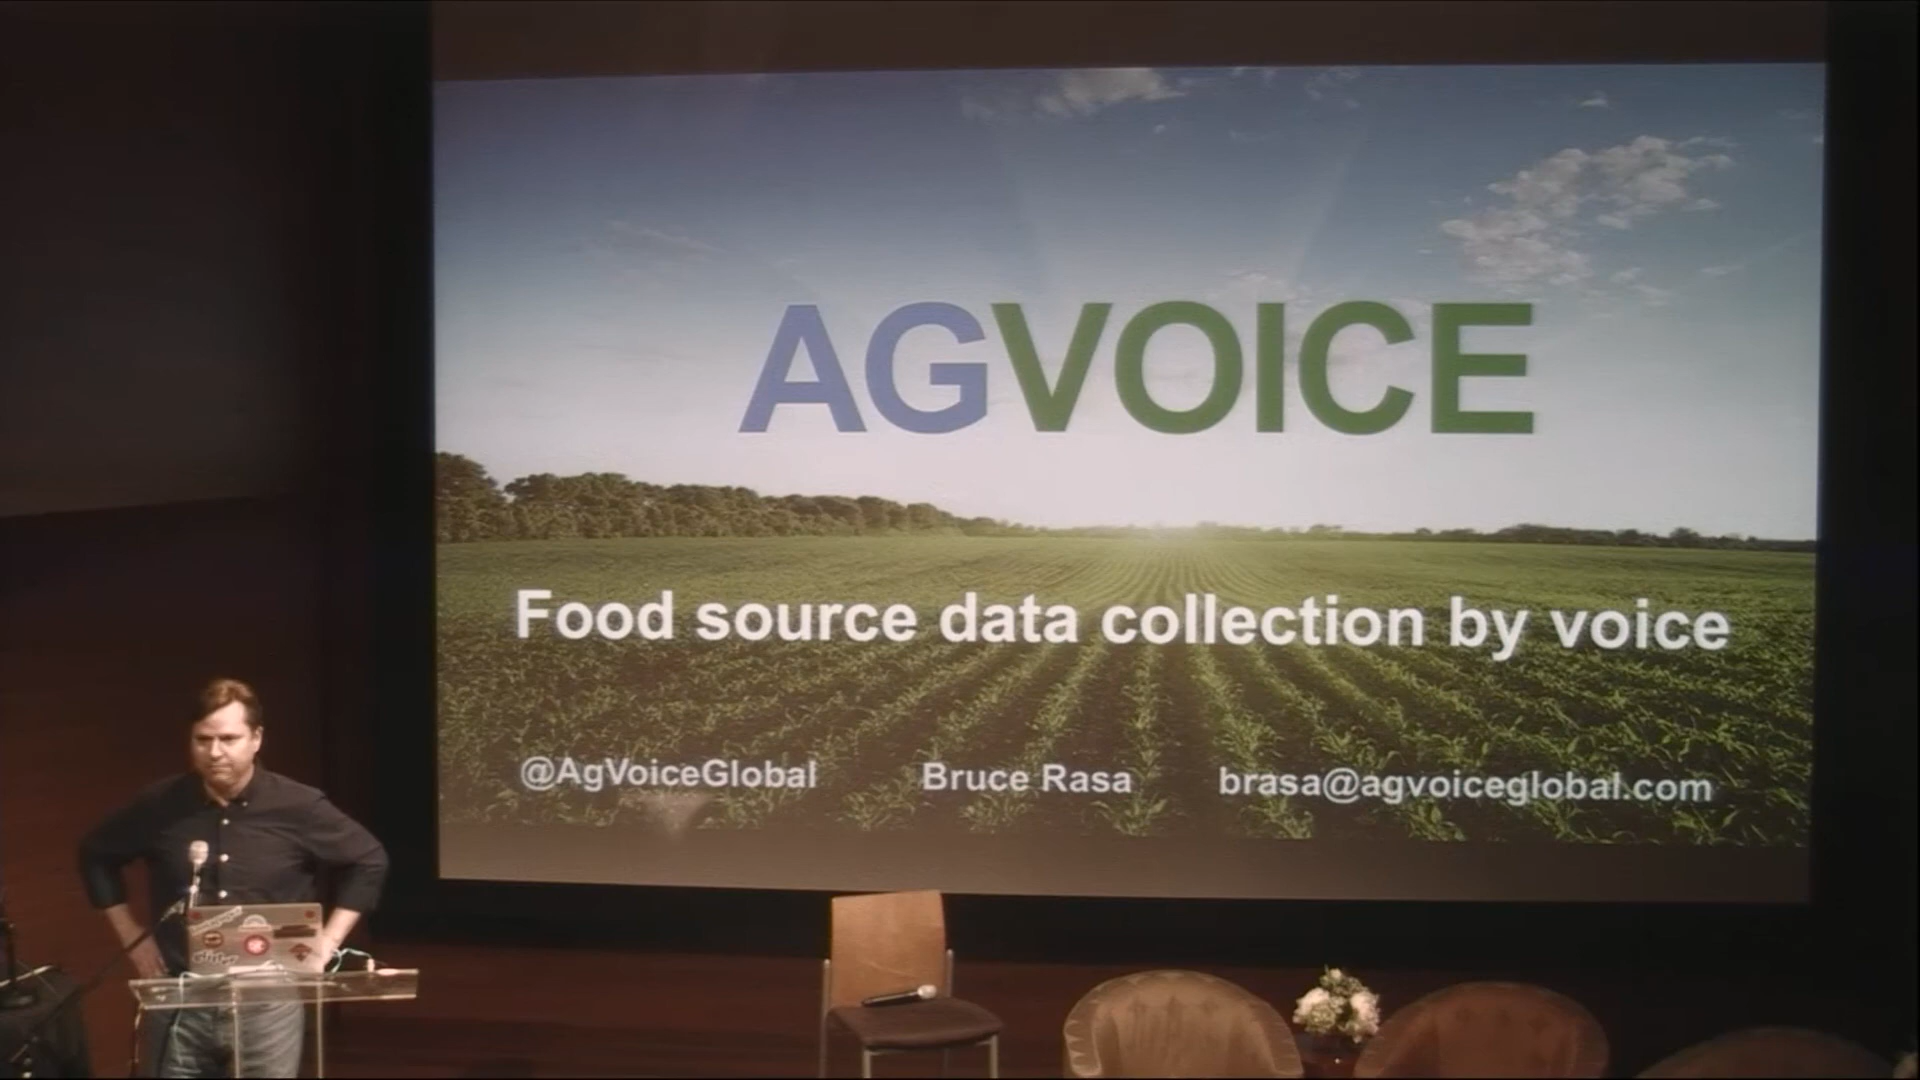 AGVOICE
Food source data collection by voice
@AgVoiceGlobal Bruce Rasa brasa@agvoiceglobal.com